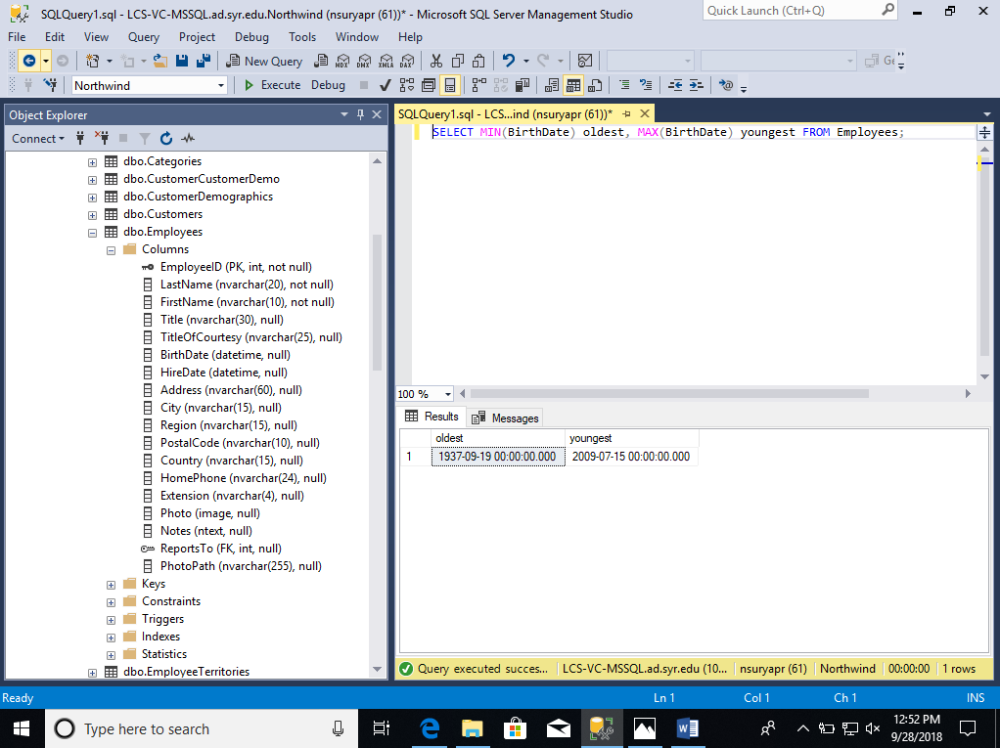 SQLQuery1.sql - LCS-VC-MSSQL.ad.syr.edu.Northwind (nsuryapr (61))* - Microsoft SQL Server Management Studio
Quick Launch (Ctrl+Q)
File Edit View Query Project Debug Tools Window Help
New Query MDX DMX XMLA DAX
Northwind Execute Debug
Object Explorer
SQLQuery1.sql - LCS...ind (nsuryapr (61))*
Connect
SELECT MIN(BirthDate) oldest, MAX(BirthDate) youngest FROM Employees;
dbo.Categories
dbo.CustomerCustomerDemo
dbo.CustomerDemographics
dbo.Customers
dbo.Employees
Columns
EmployeeID (PK, int, not null)
LastName (nvarchar(20), not null)
FirstName (nvarchar(10), not null)
Title (nvarchar(30), null)
TitleOfCourtesy (nvarchar(25), null)
BirthDate (datetime, null)
HireDate (datetime, null)
Address (nvarchar(60), null)
City (nvarchar(15), null)
Region (nvarchar(15), null)
PostalCode (nvarchar(10), null)
Country (nvarchar(15), null)
HomePhone (nvarchar(24), null)
Extension (nvarchar(4), null)
Photo (image, null)
Notes (ntext, null)
ReportsTo (FK, int, null)
PhotoPath (nvarchar(255), null)
Keys
Constraints
Triggers
Indexes
Statistics
dbo.EmployeeTerritories
100 %
Results Messages
oldest youngest
1 1937-09-19 00:00:00.000 2009-07-15 00:00:00.000
Query executed succes... LCS-VC-MSSQL.ad.syr.edu (10... nsuryapr (61) Northwind 00:00:00 1 rows
Ready Ln 1 Col 1 Ch 1 INS
Type here to search
12:52 PM
9/28/2018